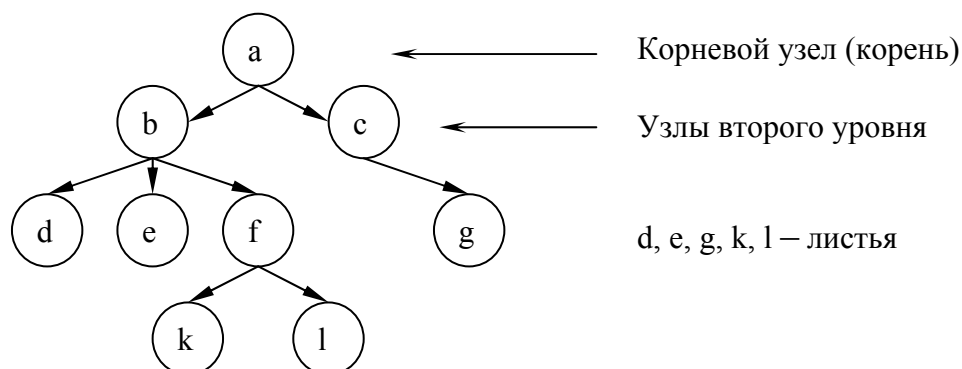 a
Корневой узел (корень)
b
c
Узлы второго уровня
d
e
f
g
d, e, g, k, l – листья
k
l